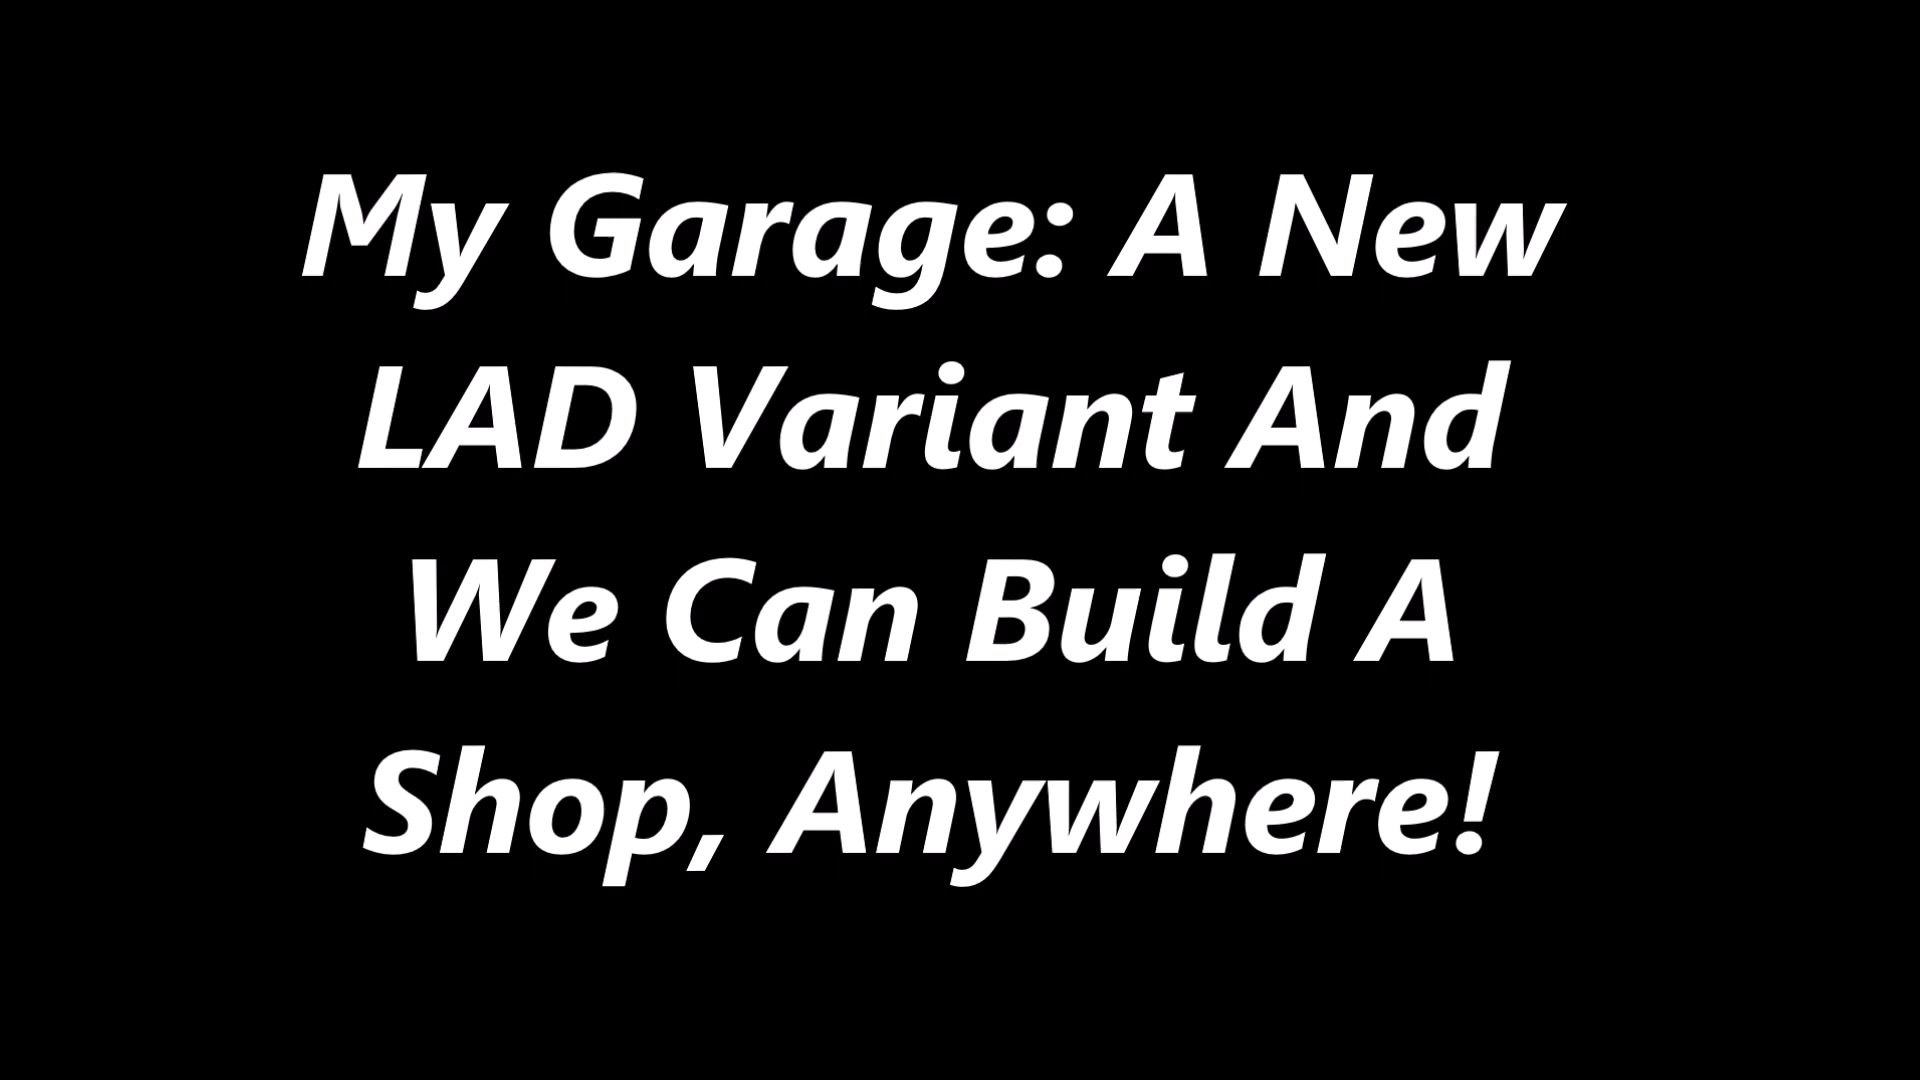 My Garage: A New
LAD Variant And
We Can Build A
Shop, Anywhere!